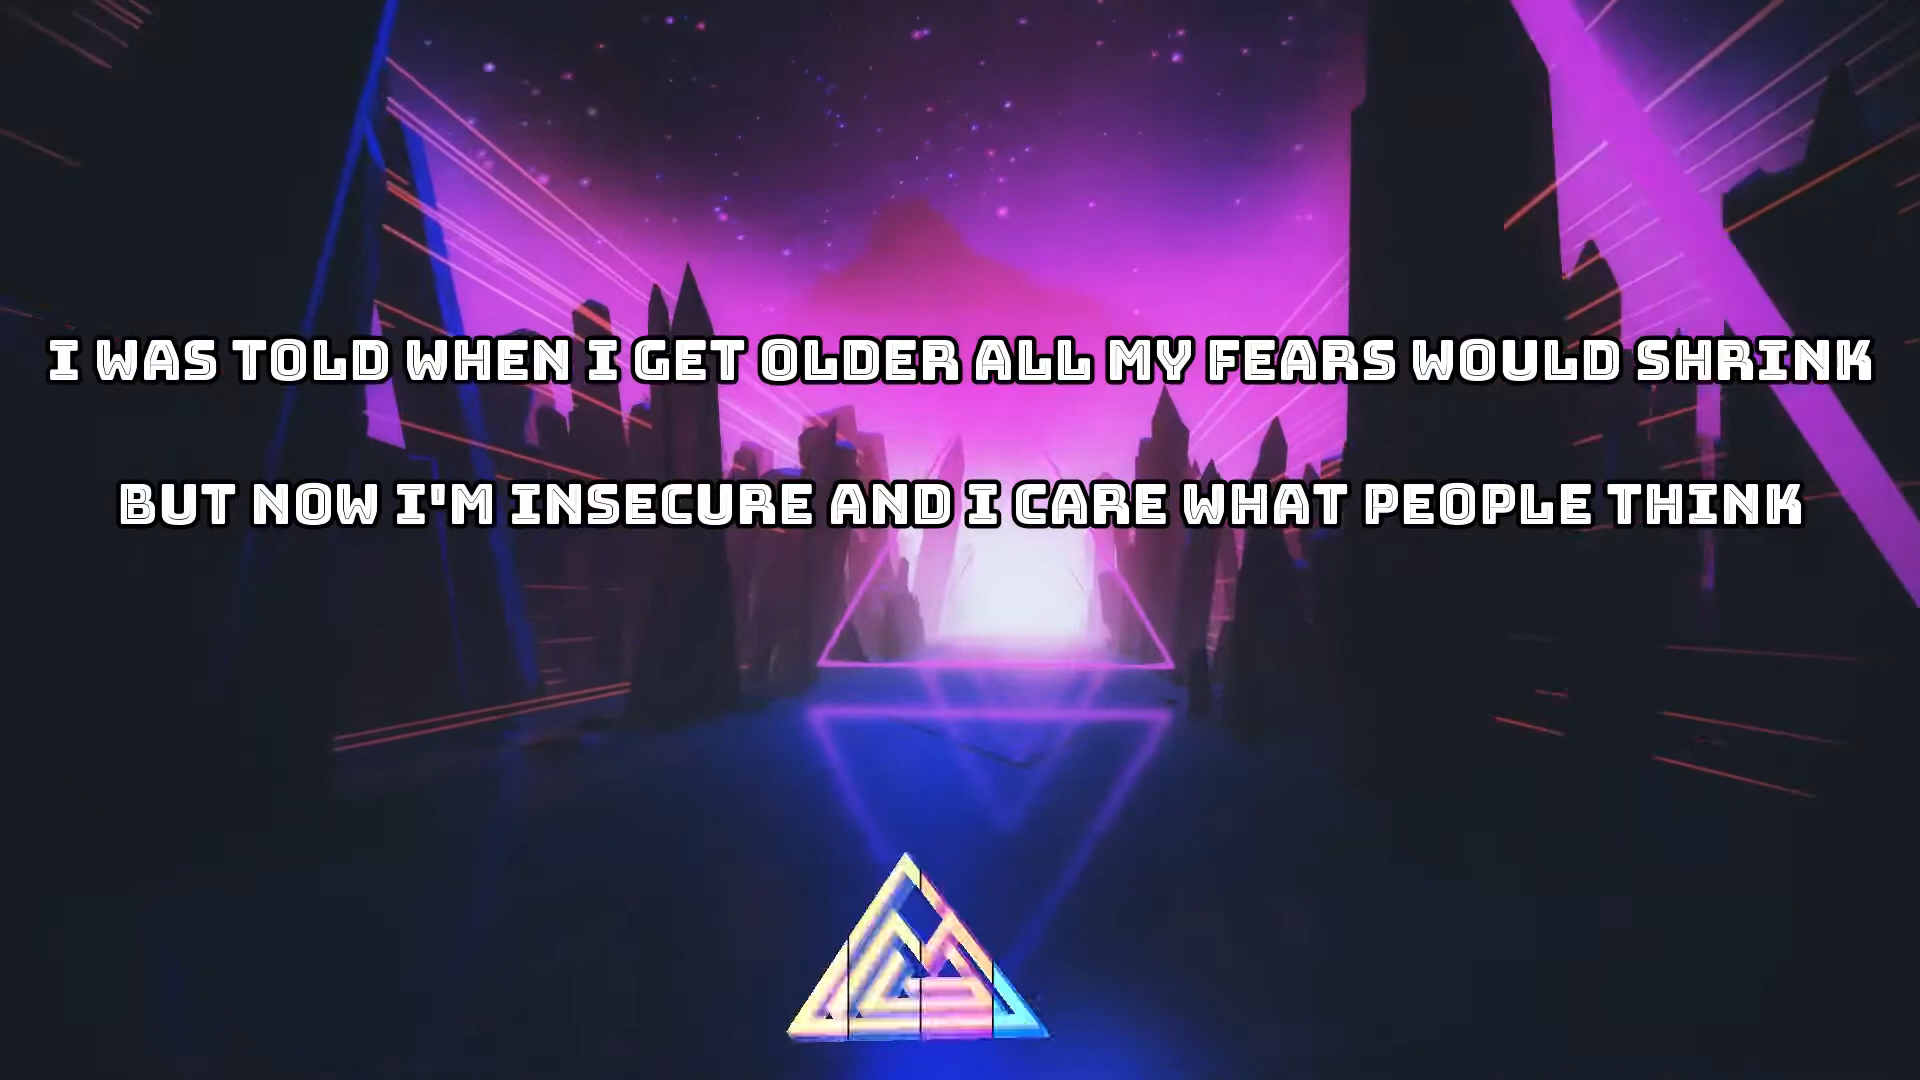 I WAS TOLD WHEN I GET OLDER ALL MY FEARS WOULD SHRINK
BUT NOW I'M INSECURE AND I CARE WHAT PEOPLE THINK